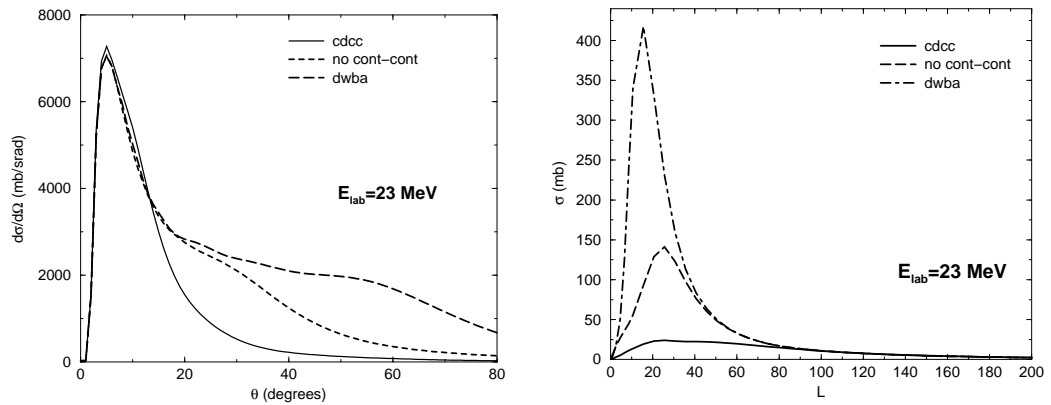 8000
6000
4000
2000
0
dσ/dΩ (mb/srad)
cdcc
no cont−cont
dwba
E_lab=23 MeV
0 20 40 60 80
θ (degrees)
400
350
300
250
200
150
100
50
0
σ (mb)
cdcc
no cont−cont
dwba
E_lab=23 MeV
0 20 40 60 80 100 120 140 160 180 200
L